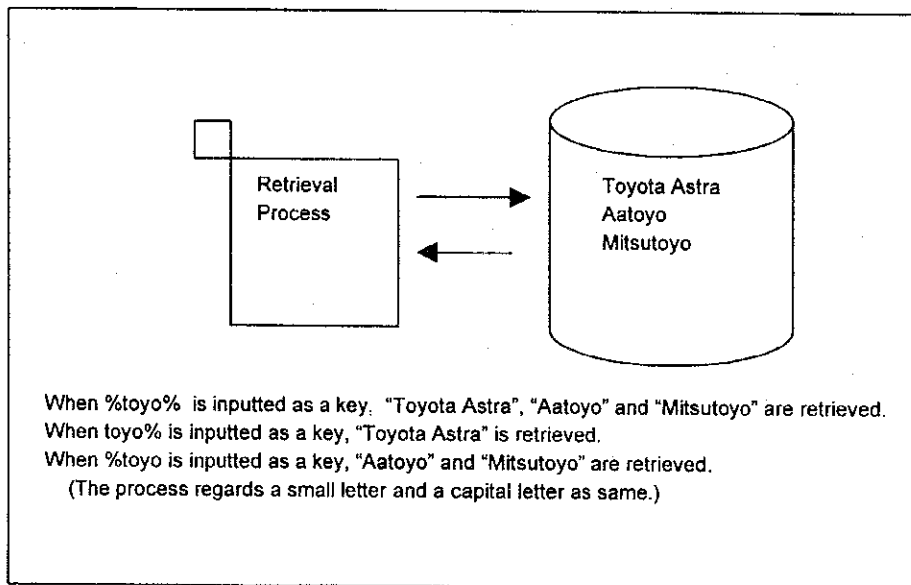 Retrieval
Process
Toyota Astra
Aatoyo
Mitsutoyo
When %toyo% is inputted as a key, “Toyota Astra”, “Aatoyo” and “Mitsutoyo” are retrieved.
When toyo% is inputted as a key, “Toyota Astra” is retrieved.
When %toyo is inputted as a key, “Aatoyo” and “Mitsutoyo” are retrieved.
(The process regards a small letter and a capital letter as same.)